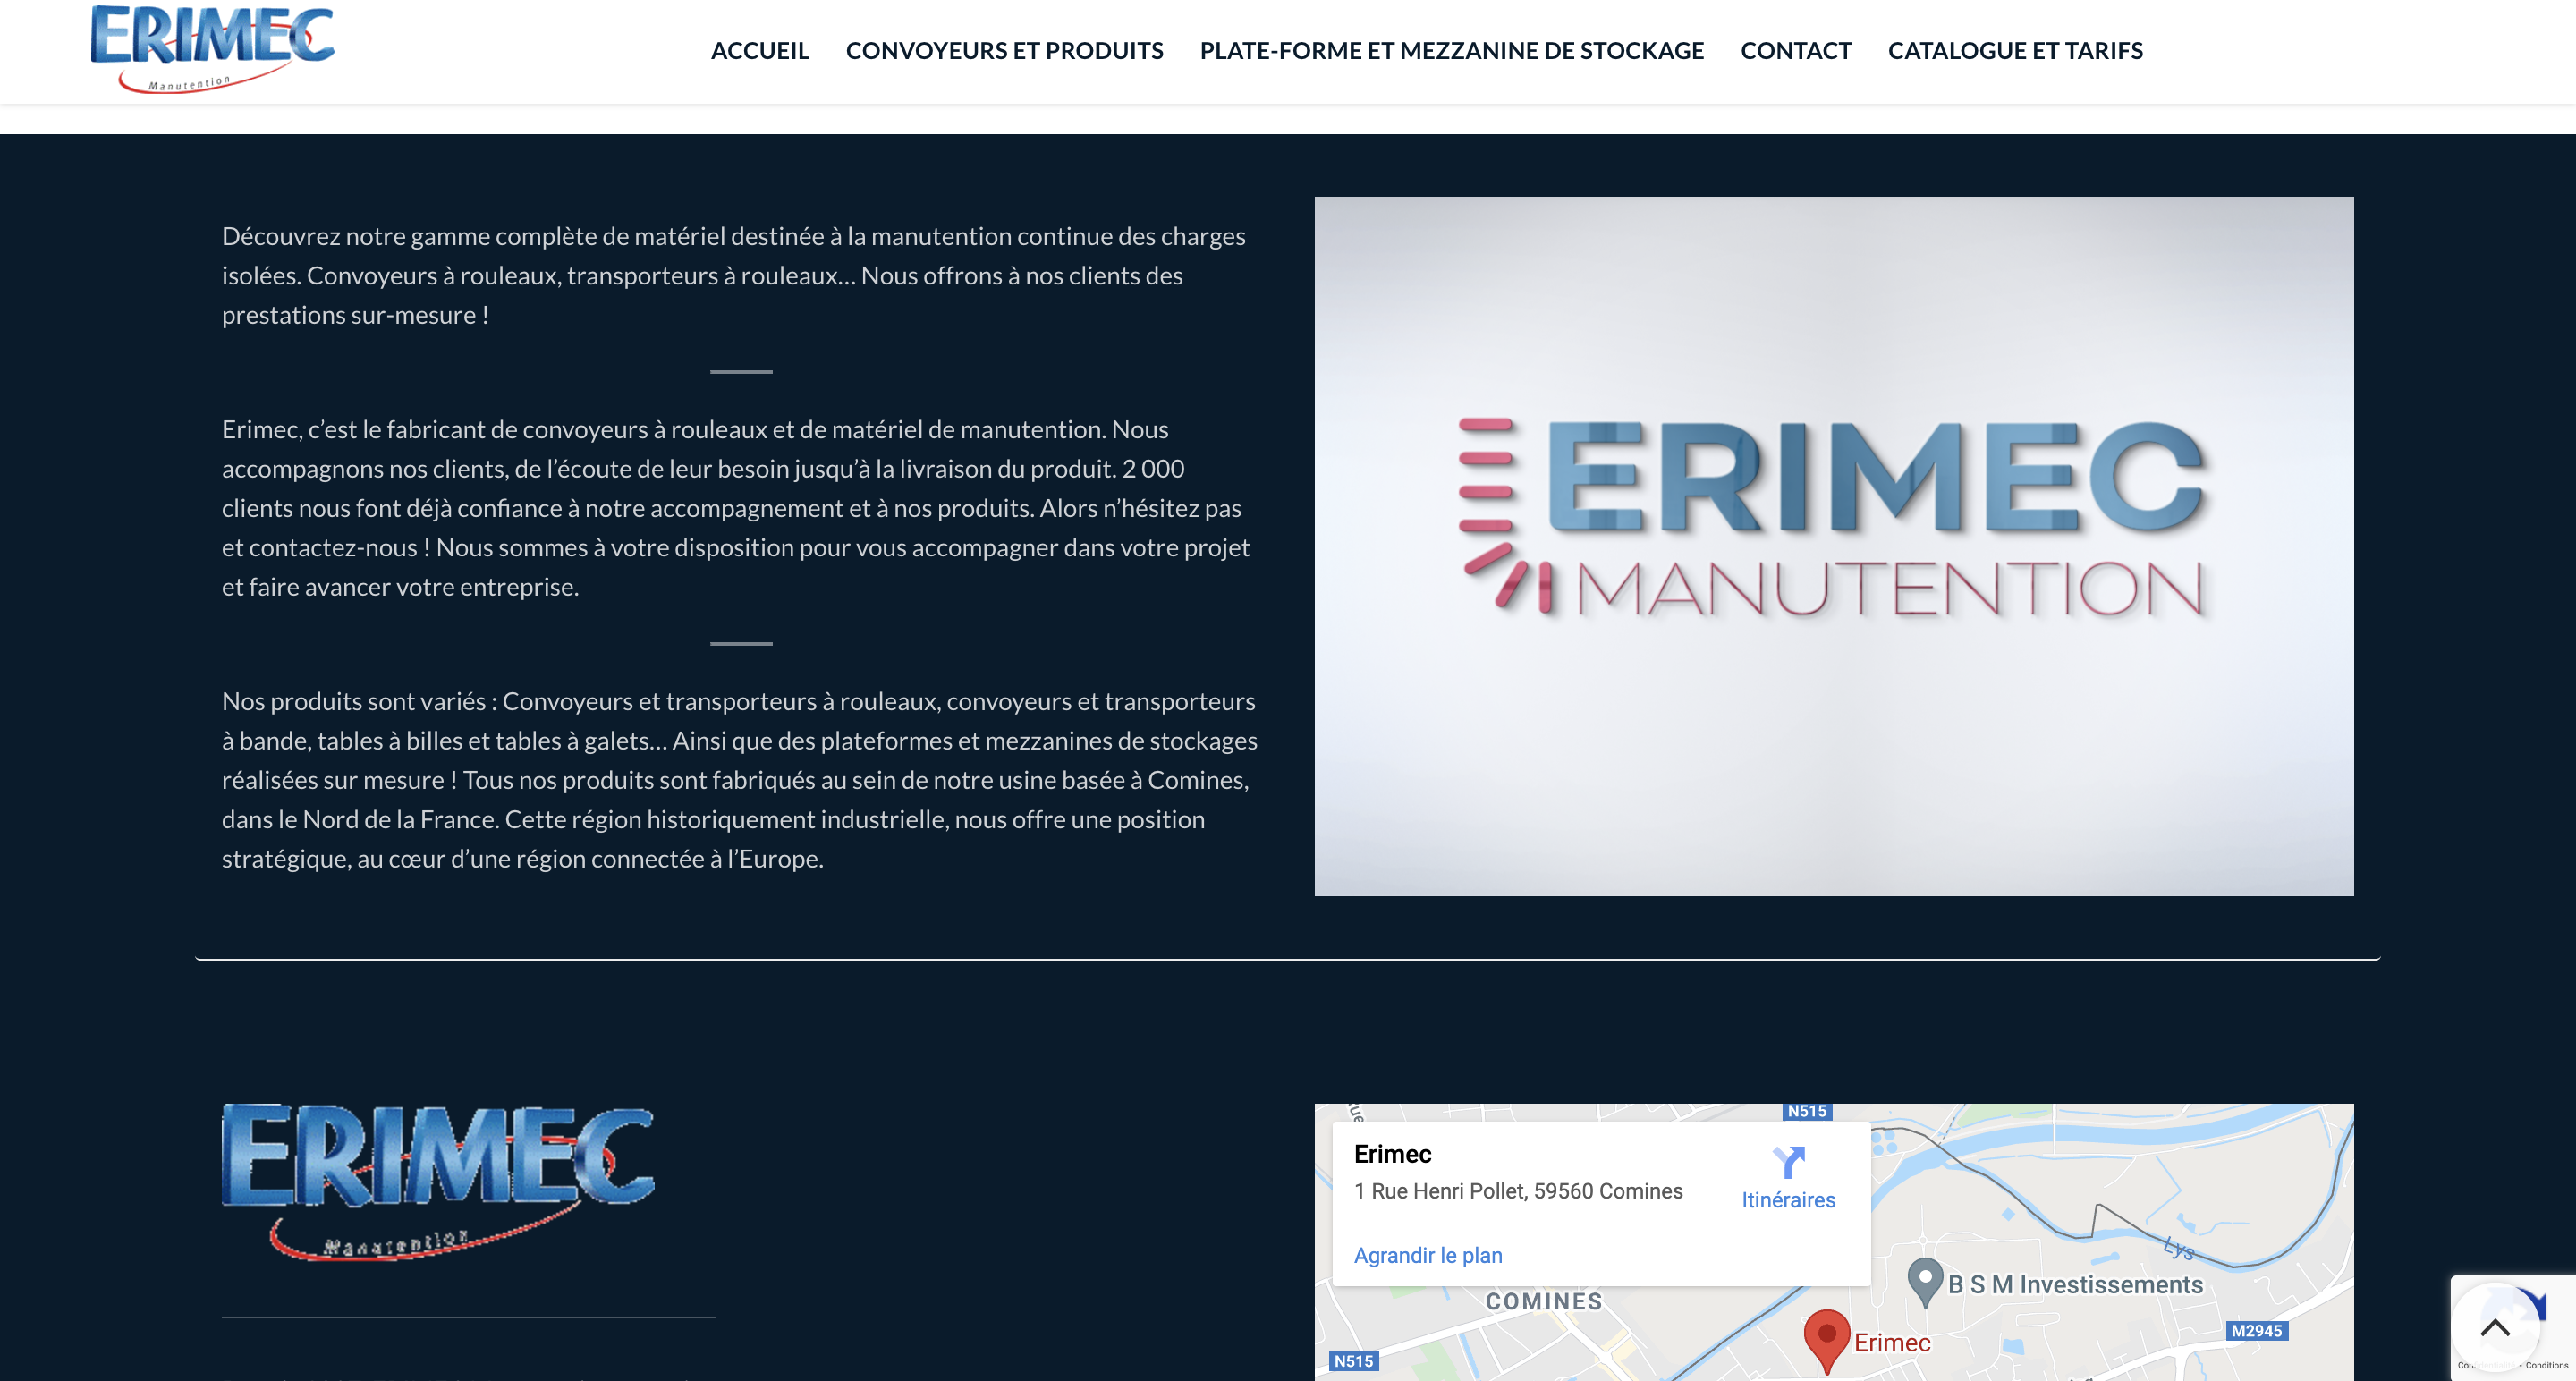 ERIMEC
Manutention
ACCUEIL CONVOYEURS ET PRODUITS PLATE-FORME ET MEZZANINE DE STOCKAGE CONTACT CATALOGUE ET TARIFS
Découvrez notre gamme complète de matériel destinée à la manutention continue des charges
isolées. Convoyeurs à rouleaux, transporteurs à rouleaux… Nous offrons à nos clients des
prestations sur-mesure !
Erimec, c’est le fabricant de convoyeurs à rouleaux et de matériel de manutention. Nous
accompagnons nos clients, de l’écoute de leur besoin jusqu’à la livraison du produit. 2 000
clients nous font déjà confiance à notre accompagnement et à nos produits. Alors n’hésitez pas
et contactez-nous ! Nous sommes à votre disposition pour vous accompagner dans votre projet
et faire avancer votre entreprise.
Nos produits sont variés : Convoyeurs et transporteurs à rouleaux, convoyeurs et transporteurs
à bande, tables à billes et tables à galets… Ainsi que des plateformes et mezzanines de stockages
réalisées sur mesure ! Tous nos produits sont fabriqués au sein de notre usine basée à Comines,
dans le Nord de la France. Cette région historiquement industrielle, nous offre une position
stratégique, au cœur d’une région connectée à l’Europe.
ERIMEC
MANUTENTION
ERIMEC
Manutention
N515
Erimec
1 Rue Henri Pollet, 59560 Comines
Itinéraires
Agrandir le plan
Lys
B S M Investissements
COMINES
M2945
Erimec
N515
Conditions